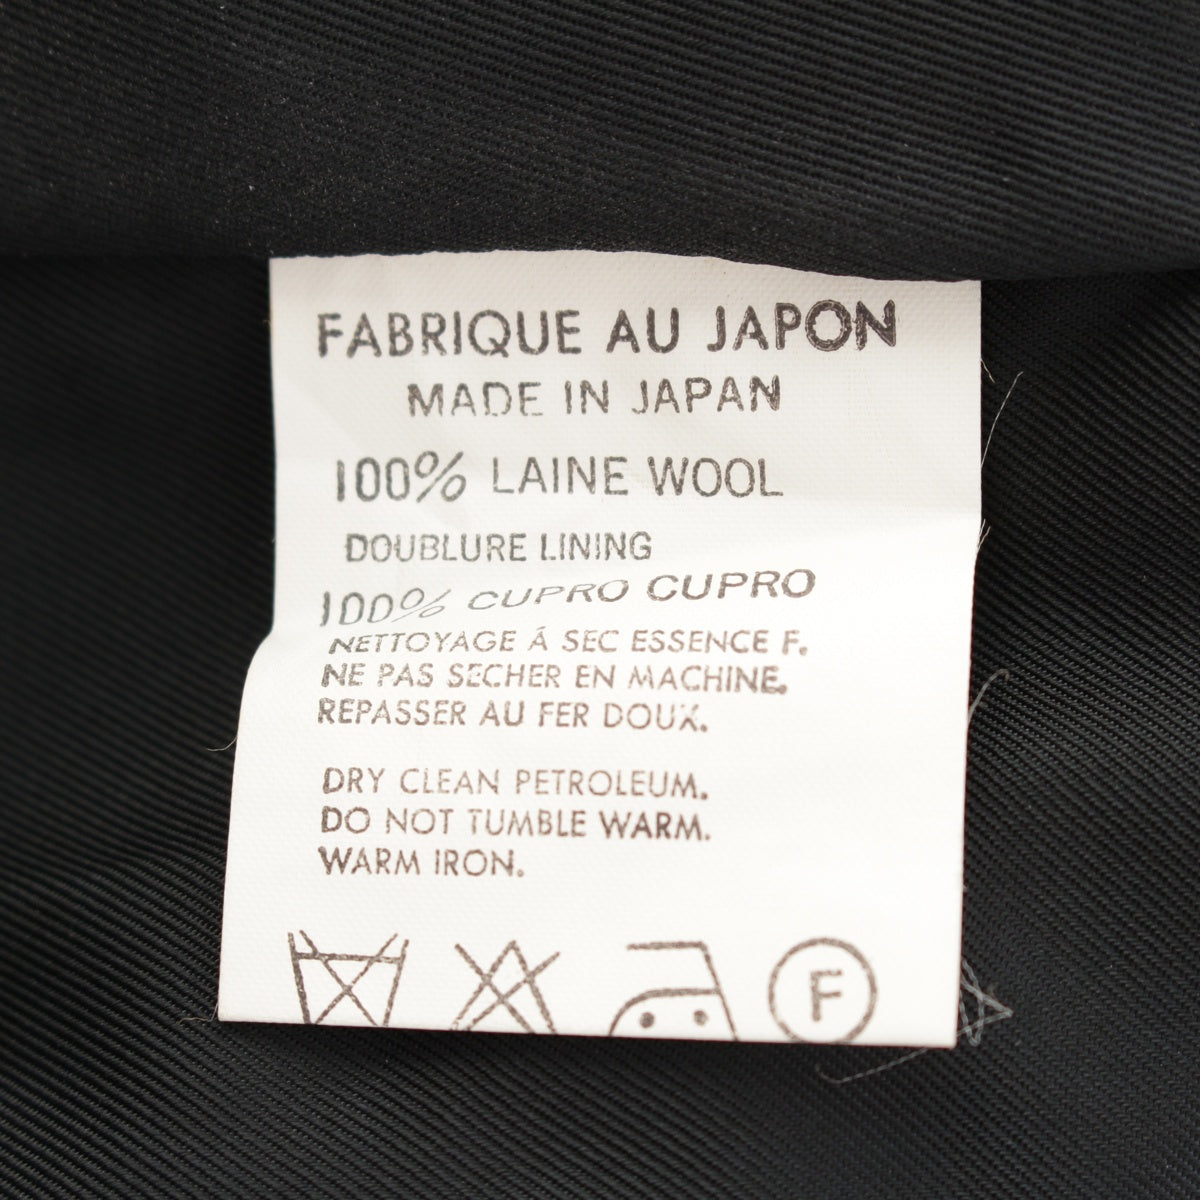 FABRIQUE AU JAPON
MADE IN JAPAN
100% LAINE WOOL
DOUBLURE LINING
100% CUPRO CUPRO
NETTOYAGE Á SEC ESSENCE F.
NE PAS SECHER EN MACHINE.
REPASSER AU FER DOUX.
DRY CLEAN PETROLEUM.
DO NOT TUMBLE WARM.
WARM IRON.
F